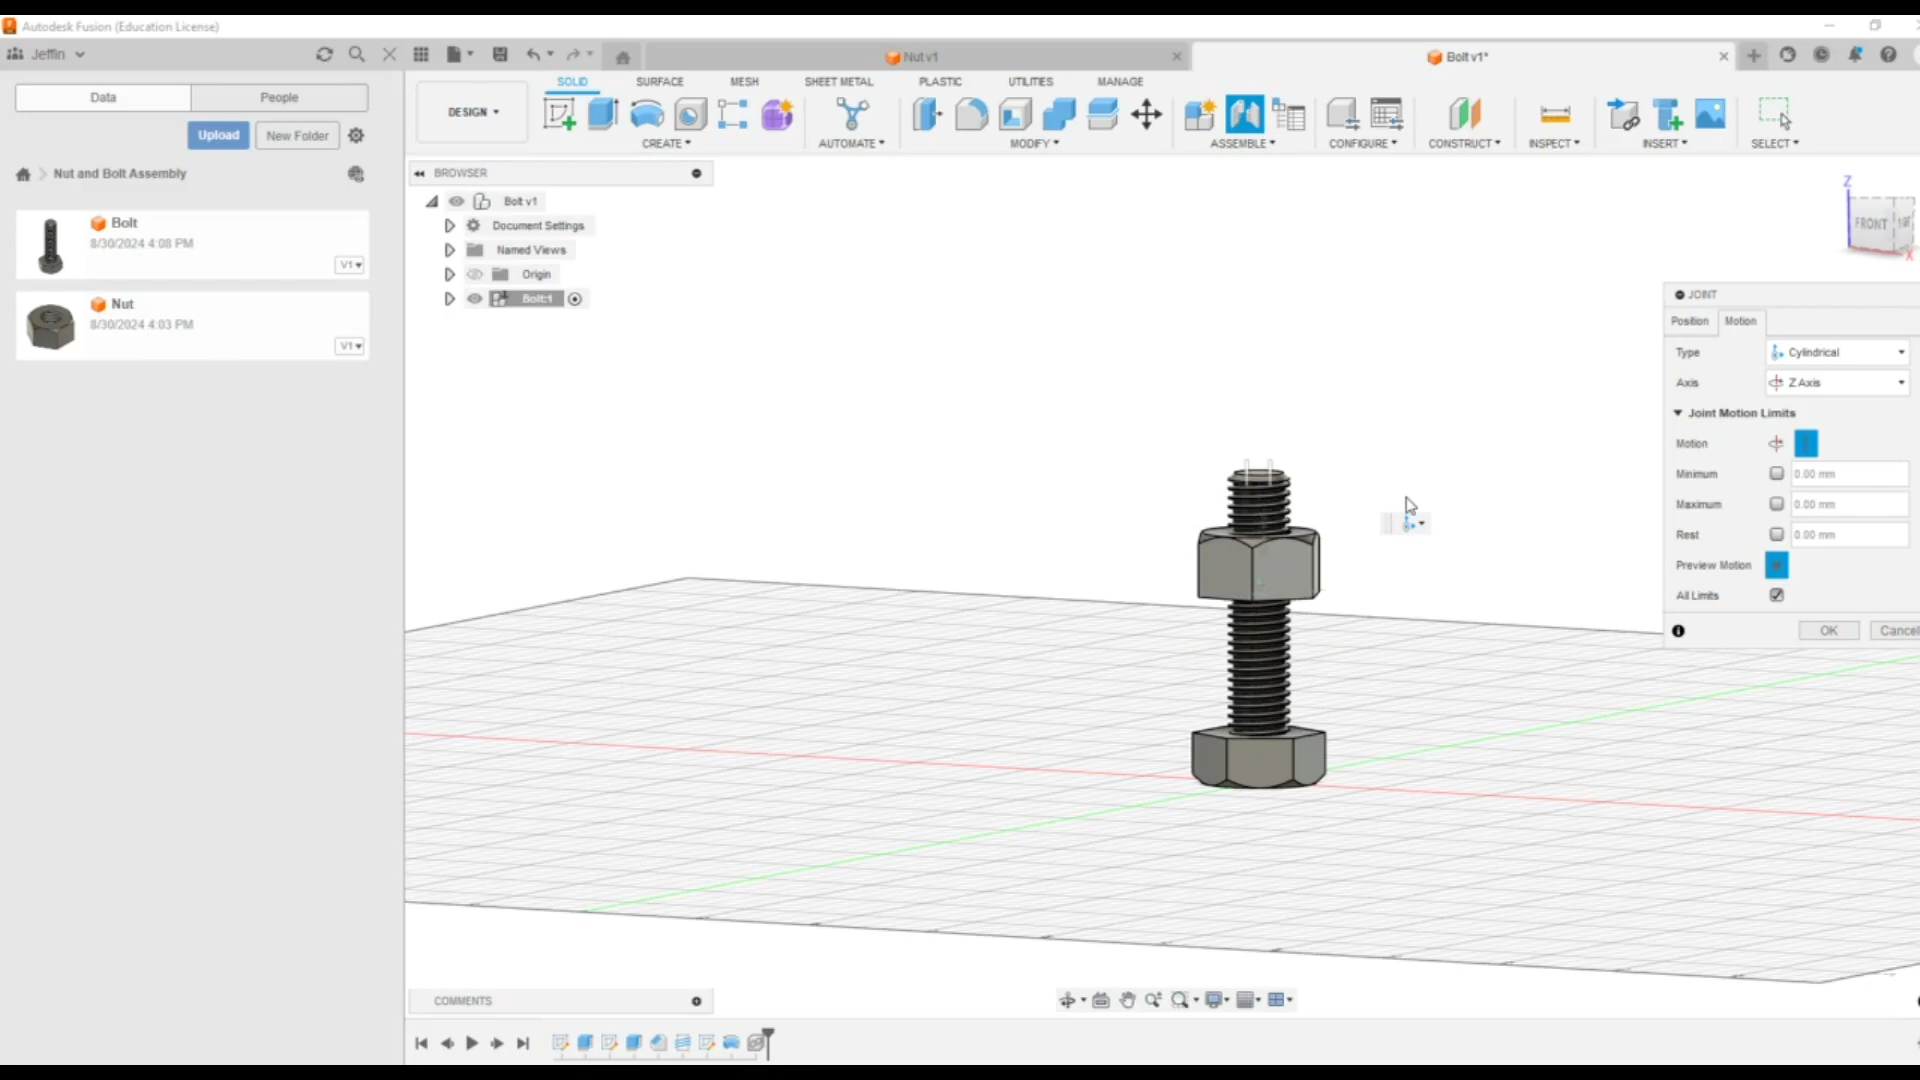 Autodesk Fusion (Education License)
Jeffin
Nut v1
Bolt v1*
Data
People
Upload
New Folder
Nut and Bolt Assembly
Bolt
8/30/2024 4:08 PM
V1
Nut
8/30/2024 4:03 PM
V1
DESIGN
SOLID
SURFACE
MESH
SHEET METAL
PLASTIC
UTILITIES
MANAGE
CREATE
AUTOMATE
MODIFY
ASSEMBLE
CONFIGURE
CONSTRUCT
INSPECT
INSERT
SELECT
BROWSER
Bolt v1
Document Settings
Named Views
Origin
Bolt:1
Z
FRONT
X
JOINT
Position
Motion
Type
Cylindrical
Axis
Z Axis
Joint Motion Limits
Motion
Minimum
0.00 mm
Maximum
0.00 mm
Rest
0.00 mm
Preview Motion
All Limits
OK
Cancel
COMMENTS